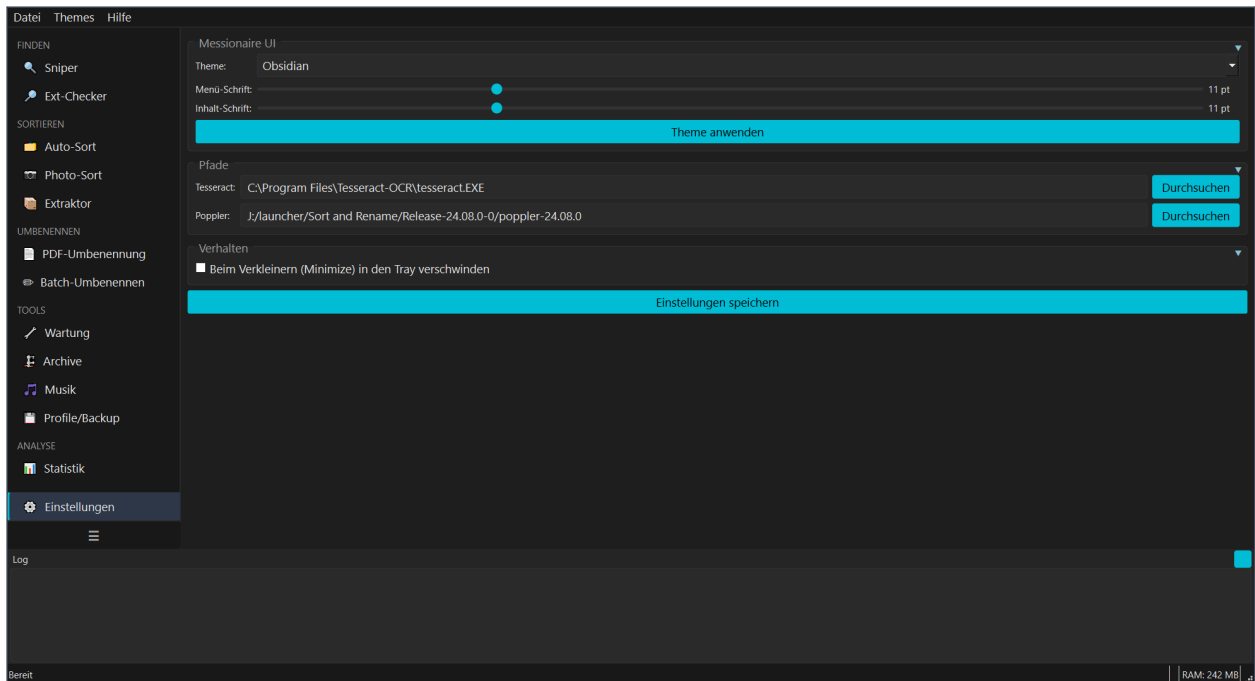 Datei Themes Hilfe
FINDEN
Sniper
Ext-Checker
SORTIEREN
Auto-Sort
Photo-Sort
Extraktor
UMBENENNEN
PDF-Umbenennung
Batch-Umbenennen
TOOLS
Wartung
Archive
Musik
Profile/Backup
ANALYSE
Statistik
Einstellungen
Messionaire UI
Theme: Obsidian
Menü-Schrift: 11 pt
Inhalt-Schrift: 11 pt
Theme anwenden
Pfade
Tesseract: C:\Program Files\Tesseract-OCR\tesseract.EXE Durchsuchen
Poppler: J:/launcher/Sort and Rename/Release-24.08.0-0/poppler-24.08.0 Durchsuchen
Verhalten
Beim Verkleinern (Minimize) in den Tray verschwinden
Einstellungen speichern
Log
Bereit RAM: 242 MB